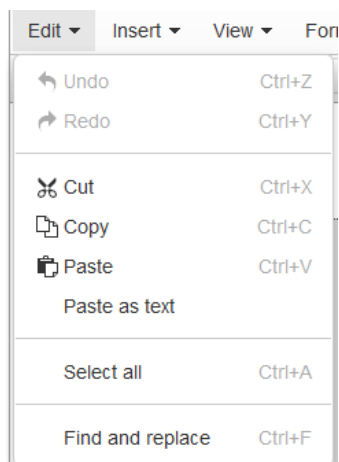 Edit Insert View
Undo Ctrl+Z
Redo Ctrl+Y
Cut Ctrl+X
Copy Ctrl+C
Paste Ctrl+V
Paste as text
Select all Ctrl+A
Find and replace Ctrl+F